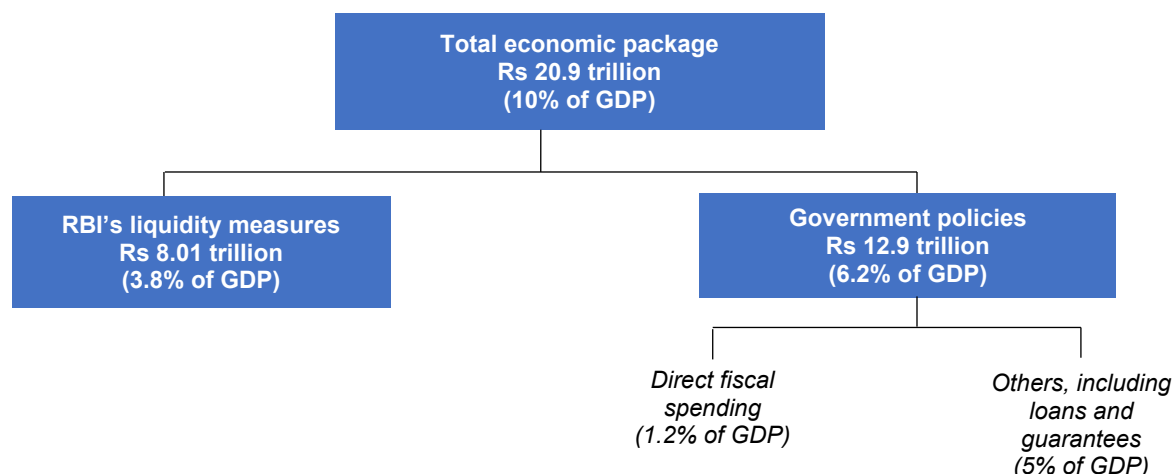 Total economic package
Rs 20.9 trillion
(10% of GDP)
RBI’s liquidity measures
Rs 8.01 trillion
(3.8% of GDP)
Government policies
Rs 12.9 trillion
(6.2% of GDP)
Direct fiscal
spending
(1.2% of GDP)
Others, including
loans and
guarantees
(5% of GDP)